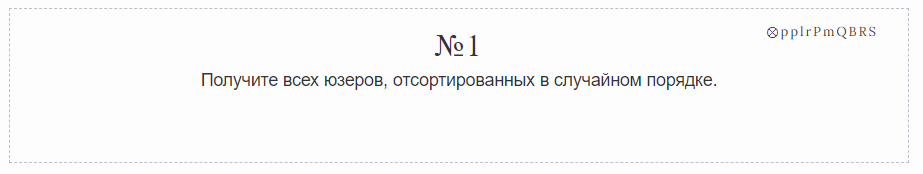 №1
⊗pplrPmQBRS
Получите всех юзеров, отсортированных в случайном порядке.